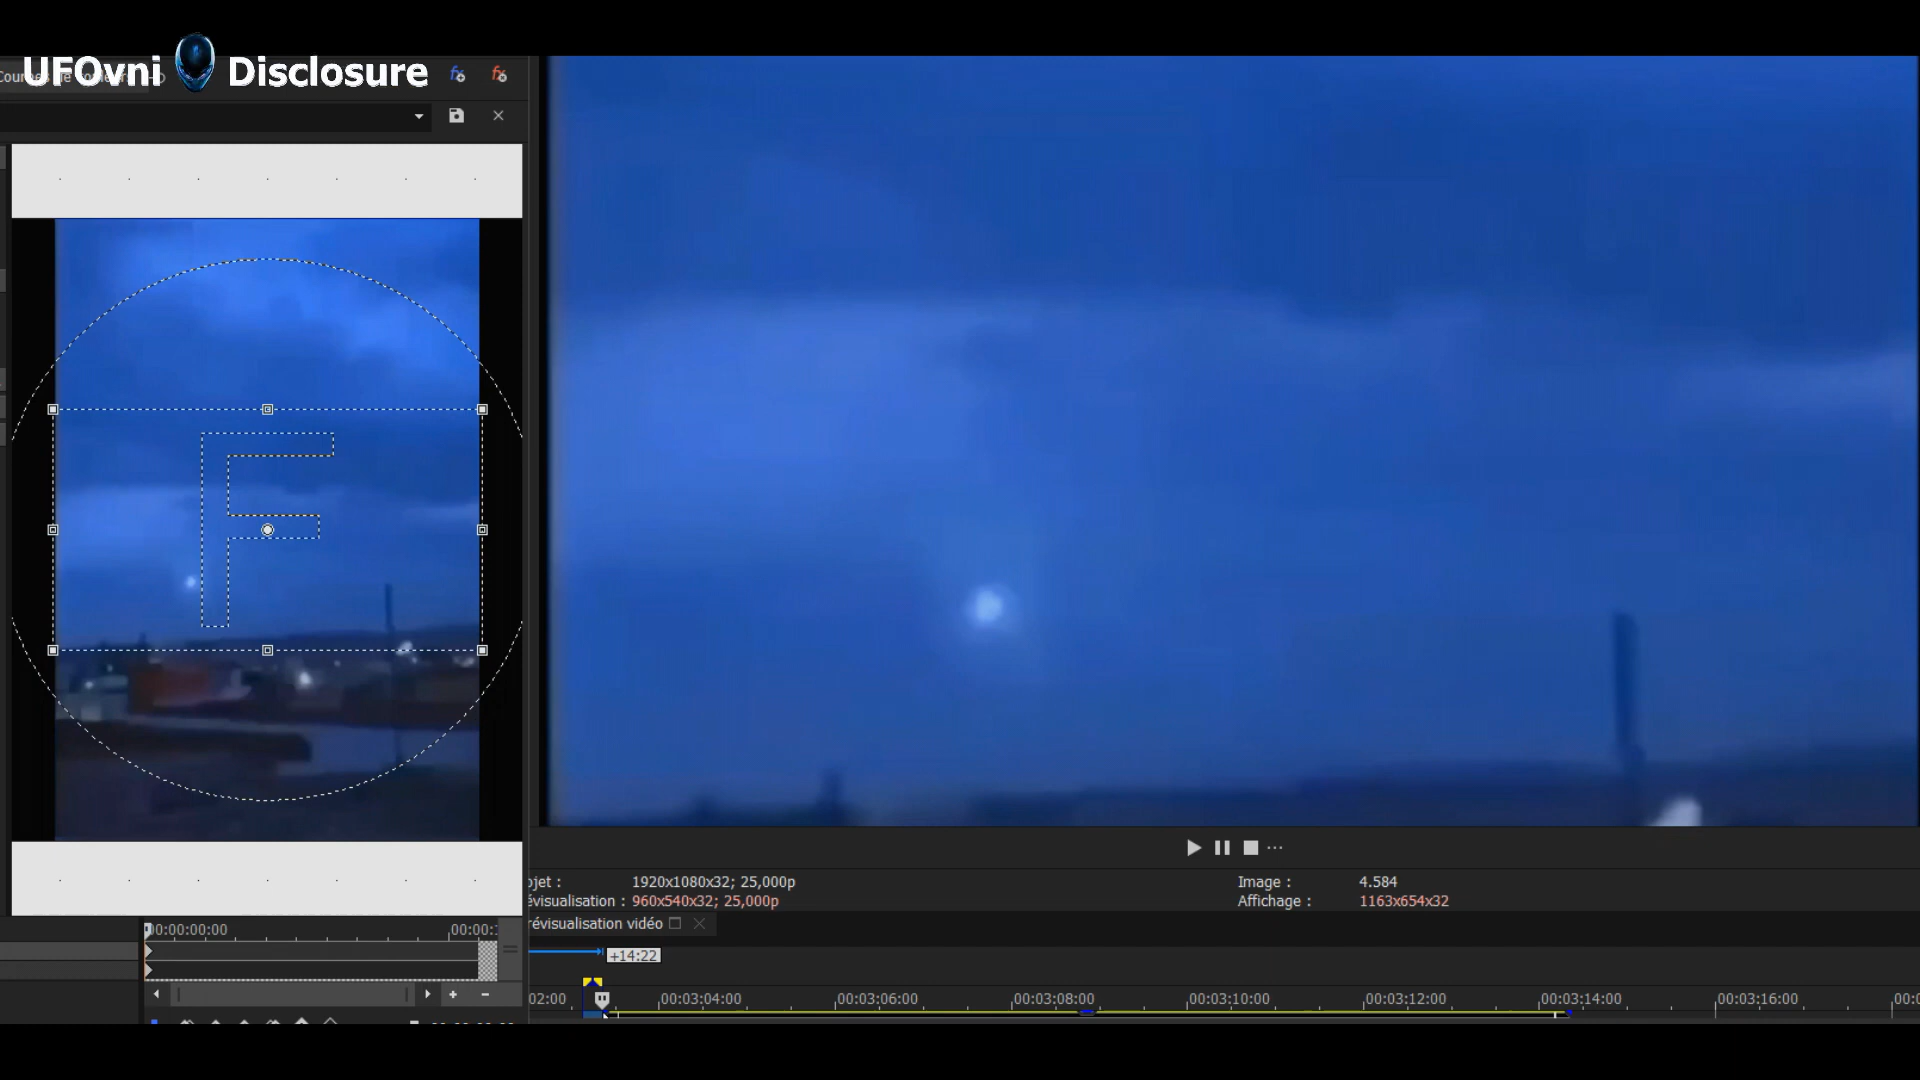 UFOvni Disclosure
ojet : 1920x1080x32; 25,000p
évisualisation : 960x540x32; 25,000p
Image : 4.584
Affichage : 1163x654x32
révisualisation vidéo
+14:22
00:00:00:00
02:00 00:03:04:00 00:03:06:00 00:03:08:00 00:03:10:00 00:03:12:00 00:03:14:00 00:03:16:00